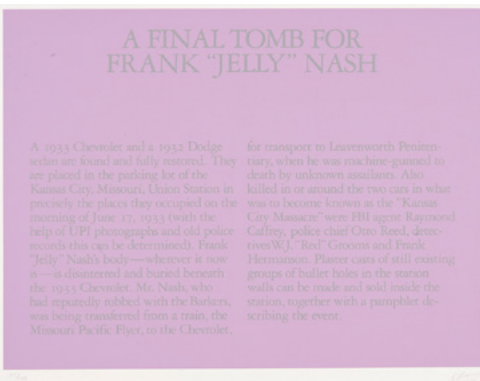 A FINAL TOMB FOR
FRANK “JELLY” NASH
A 1933 Chevrolet and a 1932 Dodge
sedan are found and fully restored. They
are placed in the parking lot of the
Kansas City, Missouri, Union Station in
precisely the places they occupied on the
morning of June 17, 1933 (with the
help of UPI photographs and old police
records this can be determined). Frank
“Jelly” Nash’s body—wherever it now
is—is disinterred and buried beneath
the 1933 Chevrolet. Mr. Nash, who
had reputedly robbed with the Barkers,
was being transferred from a train, the
Missouri Pacific Flyer, to the Chevrolet,
for transport to Leavenworth Peniten-
tiary, when he was machine-gunned to
death by unknown assailants. Also
killed in or around the two cars in what
was to become known as the “Kansas
City Massacre” were FBI agent Raymond
Caffrey, police chief Otto Reed, detec-
tives W.J. “Red” Grooms and Frank
Hermanson. Plaster casts of still existing
groups of bullet holes in the station
walls can be made and sold inside the
station, together with a pamphlet de-
scribing the event.